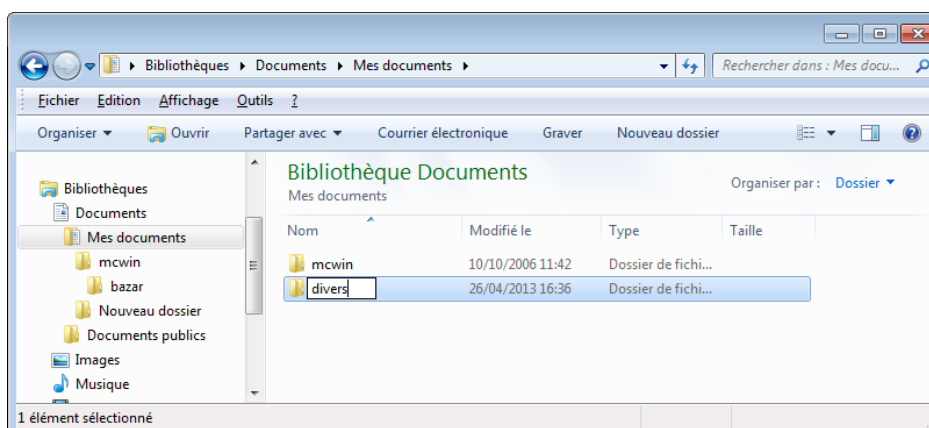 Bibliothèques Documents Mes documents
Rechercher dans : Mes docu...
Fichier Edition Affichage Outils ?
Organiser Ouvrir Partager avec Courrier électronique Graver Nouveau dossier
Bibliothèques
Documents
Mes documents
mcwin
bazar
Nouveau dossier
Documents publics
Images
Musique
Bibliothèque Documents
Mes documents
Organiser par : Dossier
Nom Modifié le Type Taille
mcwin 10/10/2006 11:42 Dossier de fichi...
divers 26/04/2013 16:36 Dossier de fichi...
1 élément sélectionné